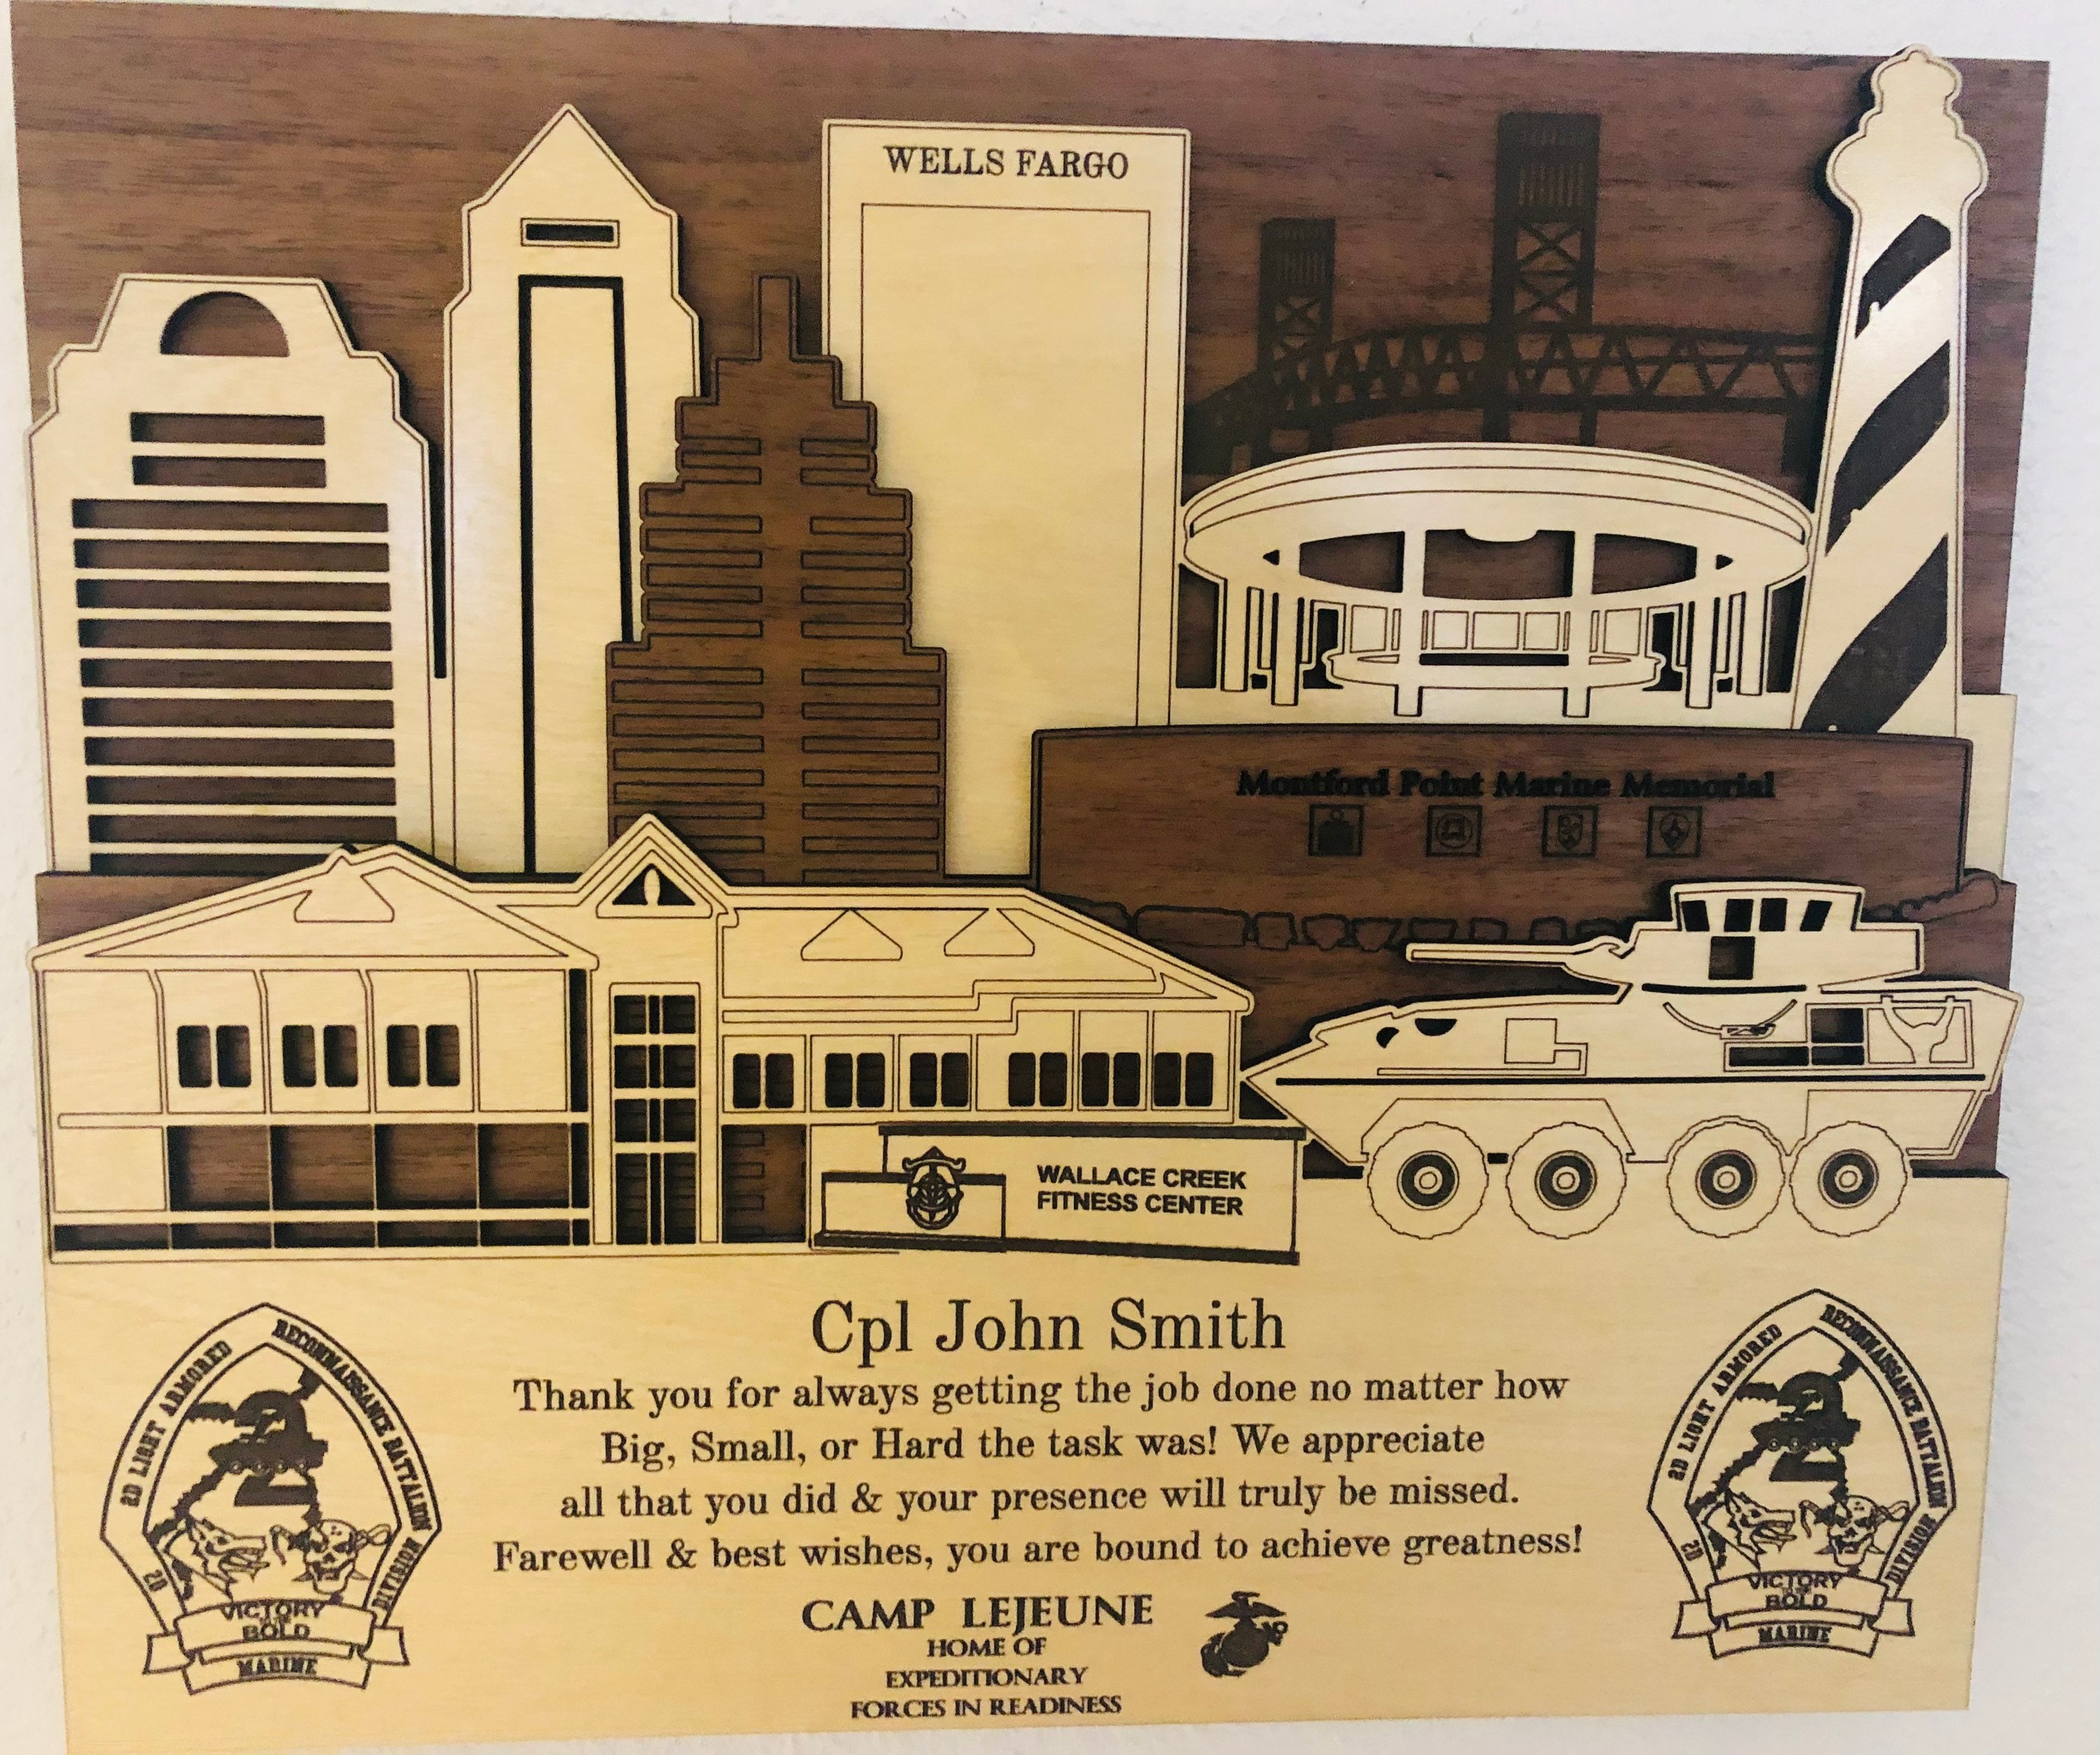 WELLS FARGO
Montford Point Marine Memorial
WALLACE CREEK
FITNESS CENTER
Cpl John Smith
Thank you for always getting the job done no matter how
Big, Small, or Hard the task was! We appreciate
all that you did & your presence will truly be missed.
Farewell & best wishes, you are bound to achieve greatness!
CAMP LEJEUNE
HOME OF
EXPEDITIONARY
FORCES IN READINESS
2D LIGHT ARMORED RECONNAISSANCE BATTALION
2
2D MARINE DIVISION
VICTORY
BOLD
2D LIGHT ARMORED RECONNAISSANCE BATTALION
2
2D MARINE DIVISION
VICTORY
BOLD